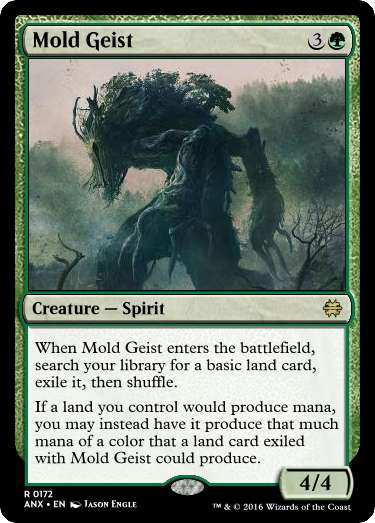 Mold Geist 3
Creature — Spirit
When Mold Geist enters the battlefield,
search your library for a basic land card,
exile it, then shuffle.
If a land you control would produce mana,
you may instead have it produce that much
mana of a color that a land card exiled
with Mold Geist could produce.
4/4
R 0172
ANX • EN Jason Engle
™ & © 2016 Wizards of the Coast